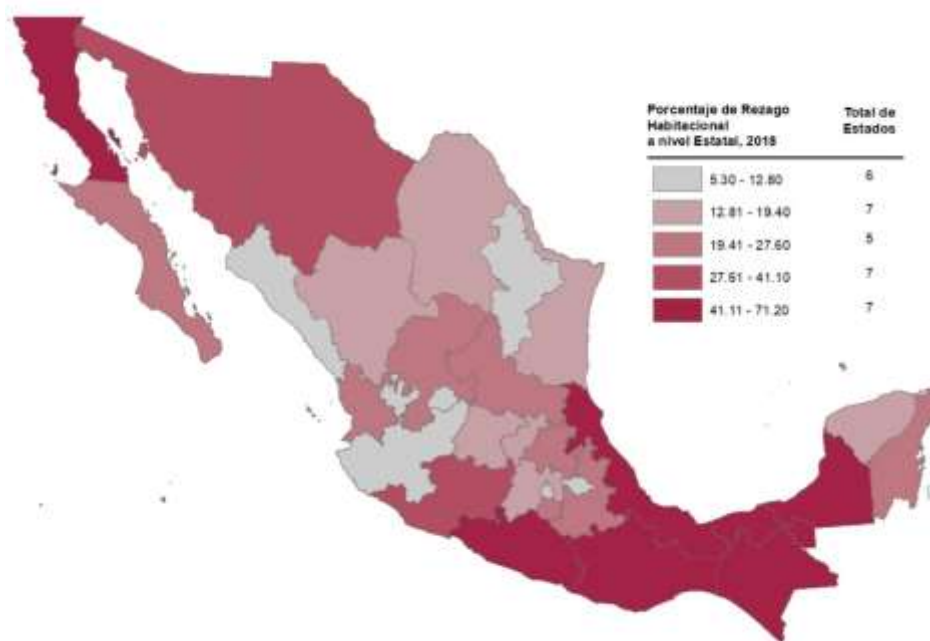 Porcentaje de Rezago
Habitacional
a nivel Estatal, 2018
Total de
Estados
5.30 - 12.80 6
12.81 - 19.40 7
19.41 - 27.60 5
27.61 - 41.10 7
41.11 - 71.20 7